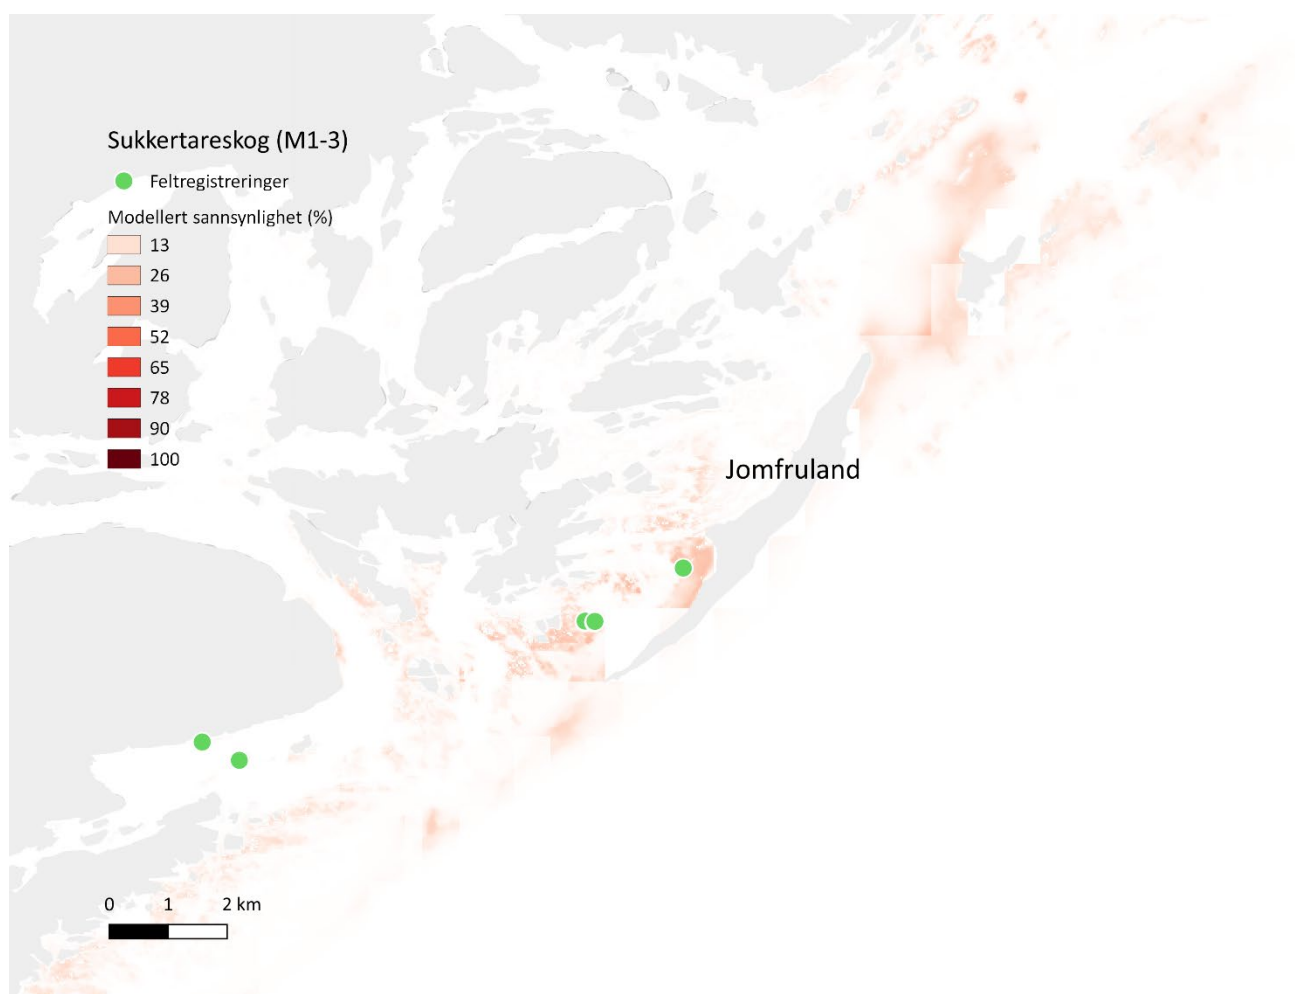 Sukkertareskog (M1-3)
Feltregistreringer
Modellert sannsynlighet (%)
13
26
39
52
65
78
90
100
Jomfruland
0 1 2 km